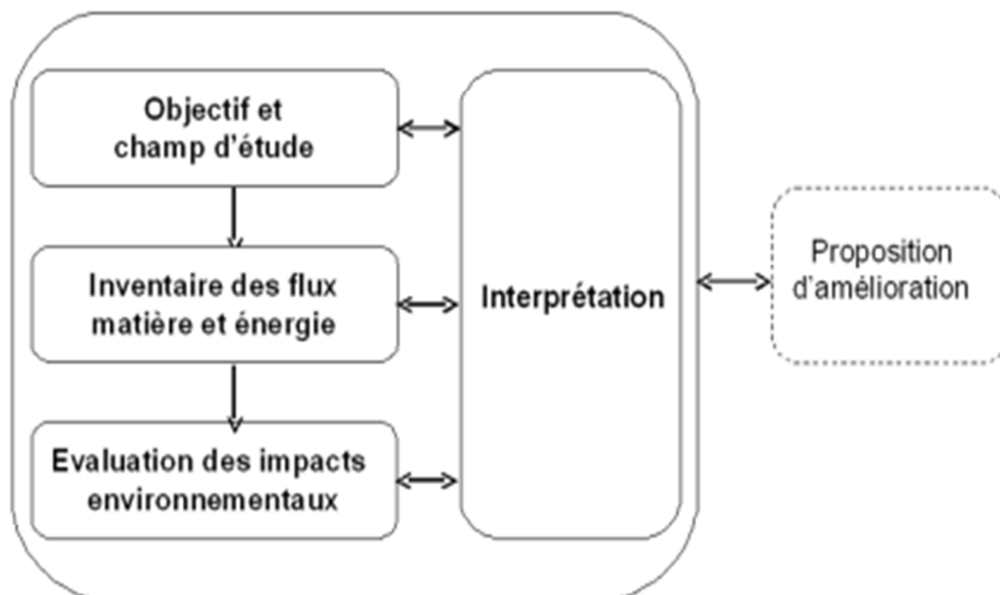 Objectif et
champ d'étude
Inventaire des flux
matière et énergie
Evaluation des impacts
environnementaux
Interprétation
Proposition
d'amélioration